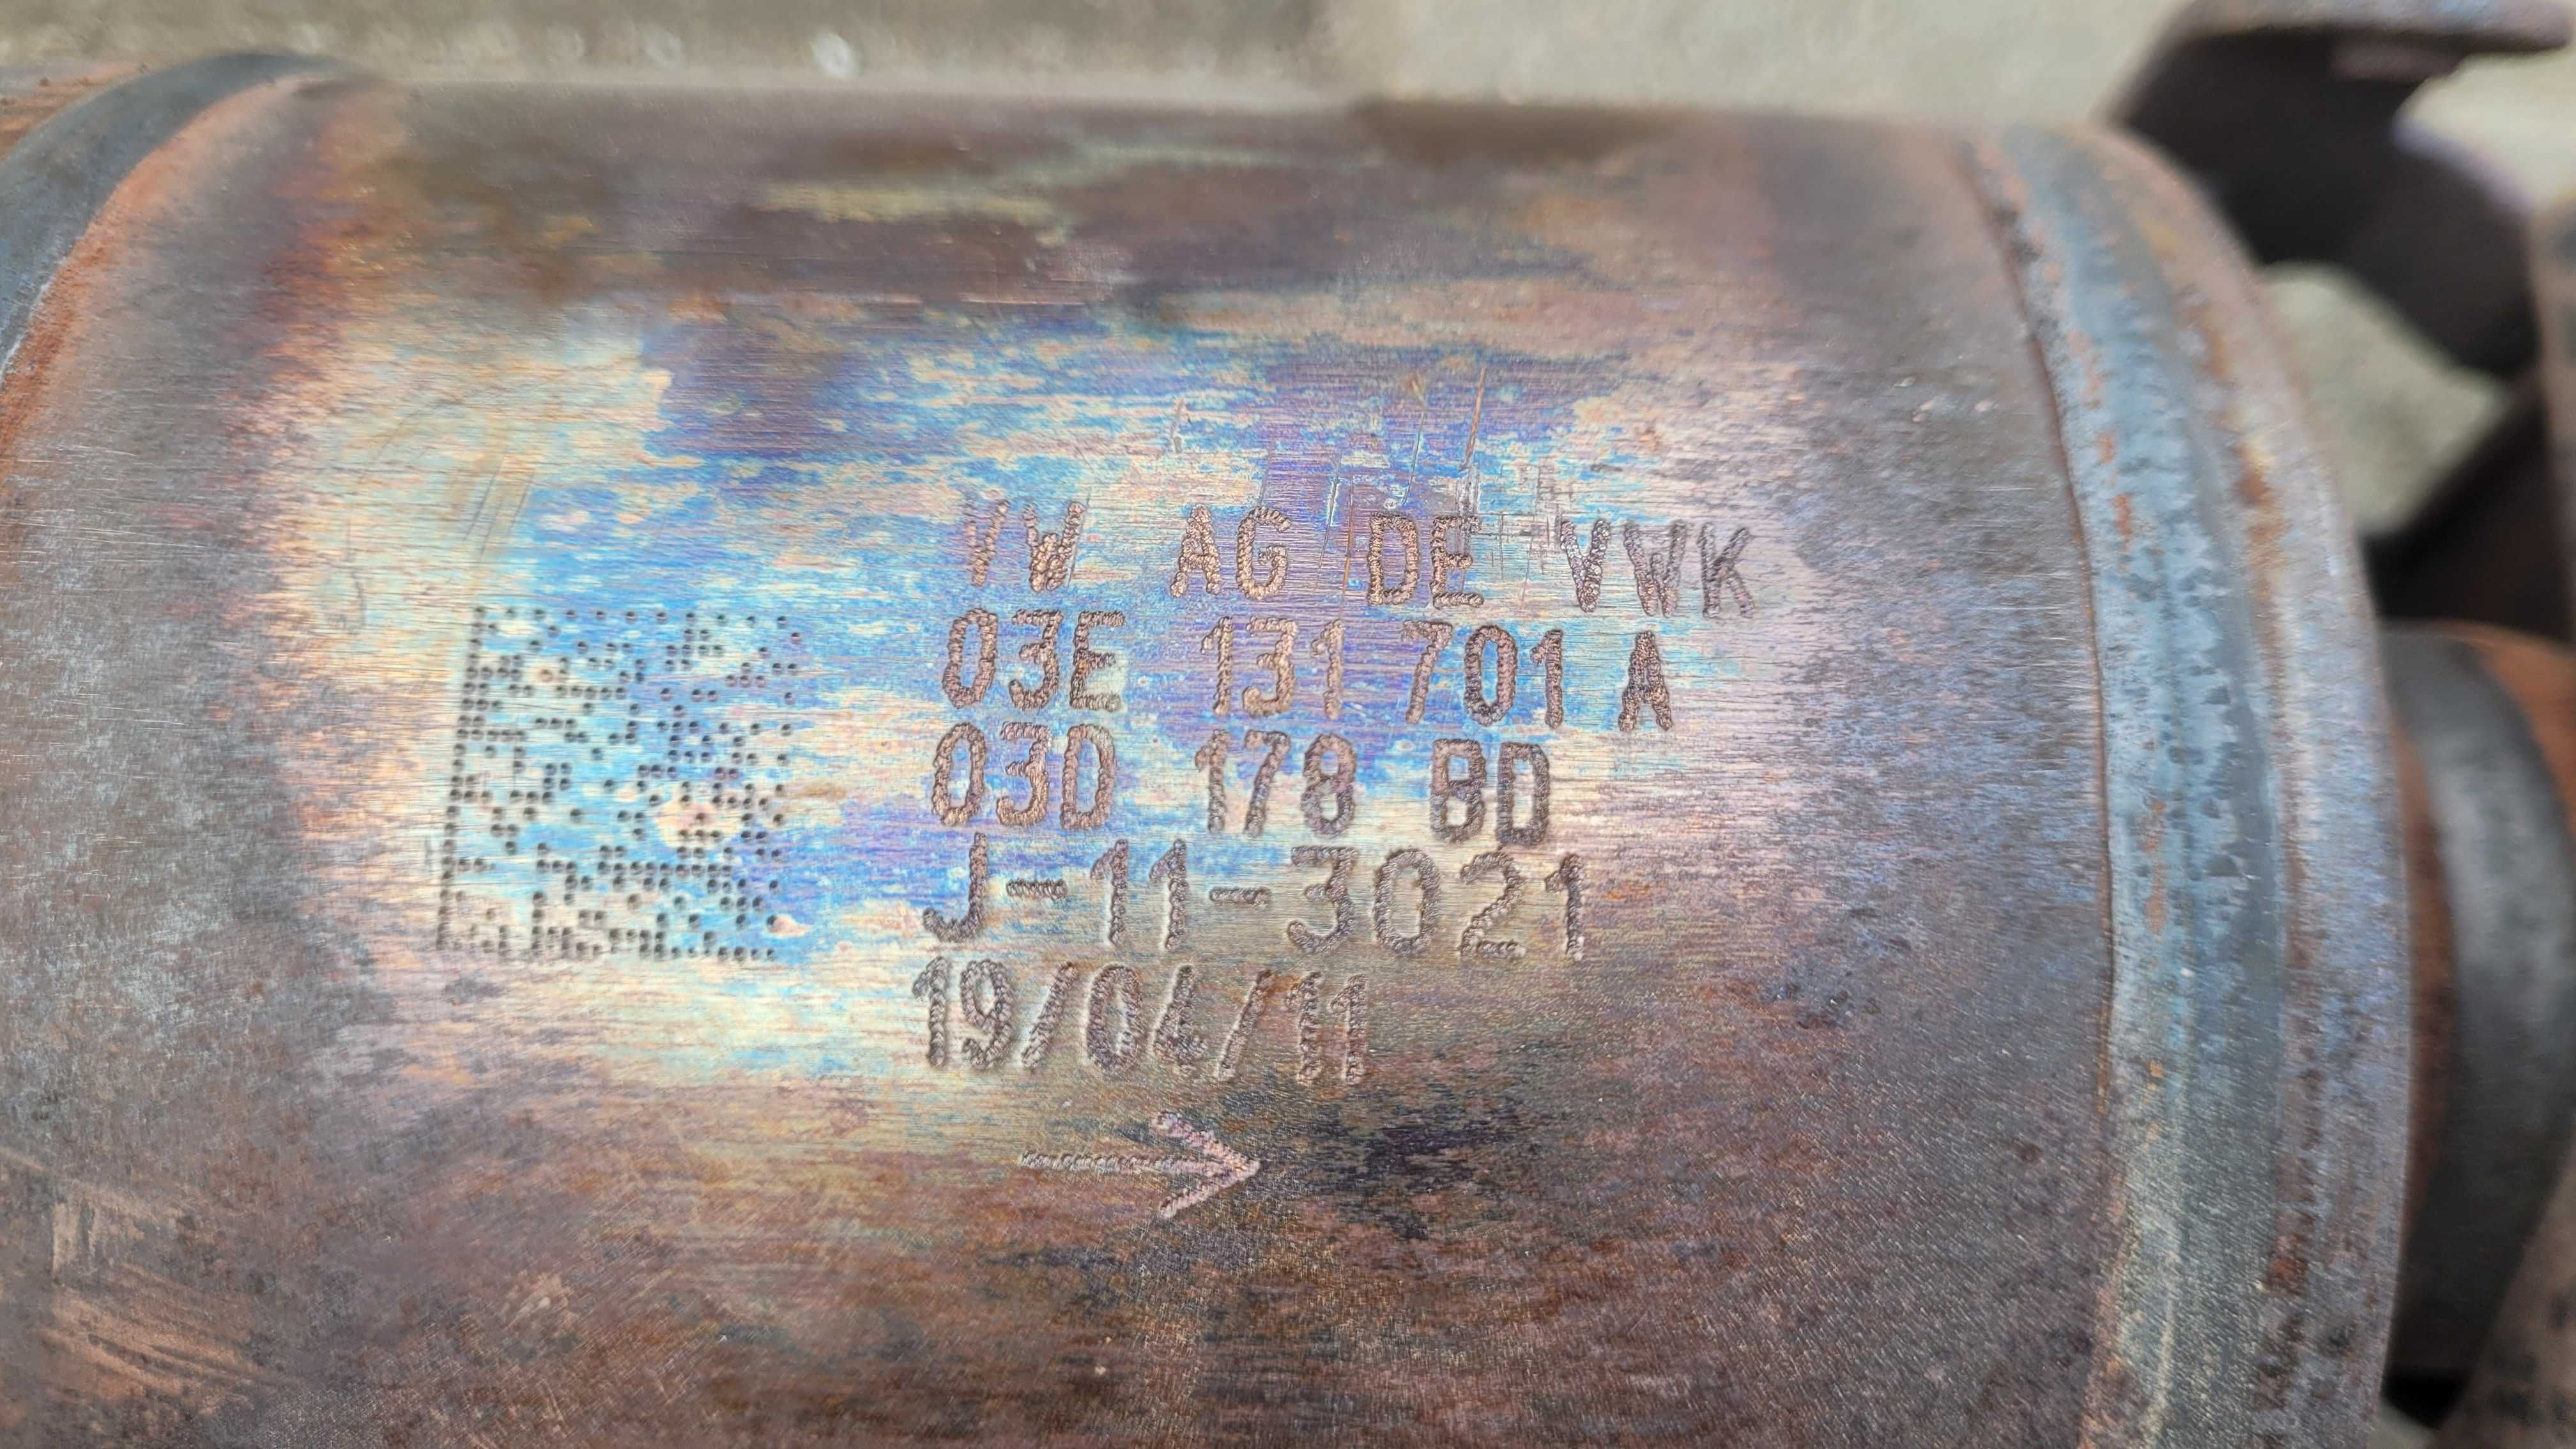 VW AG DE VWK
03E 131 701 A
03D 178 BD
J-11-3021
19/04/11